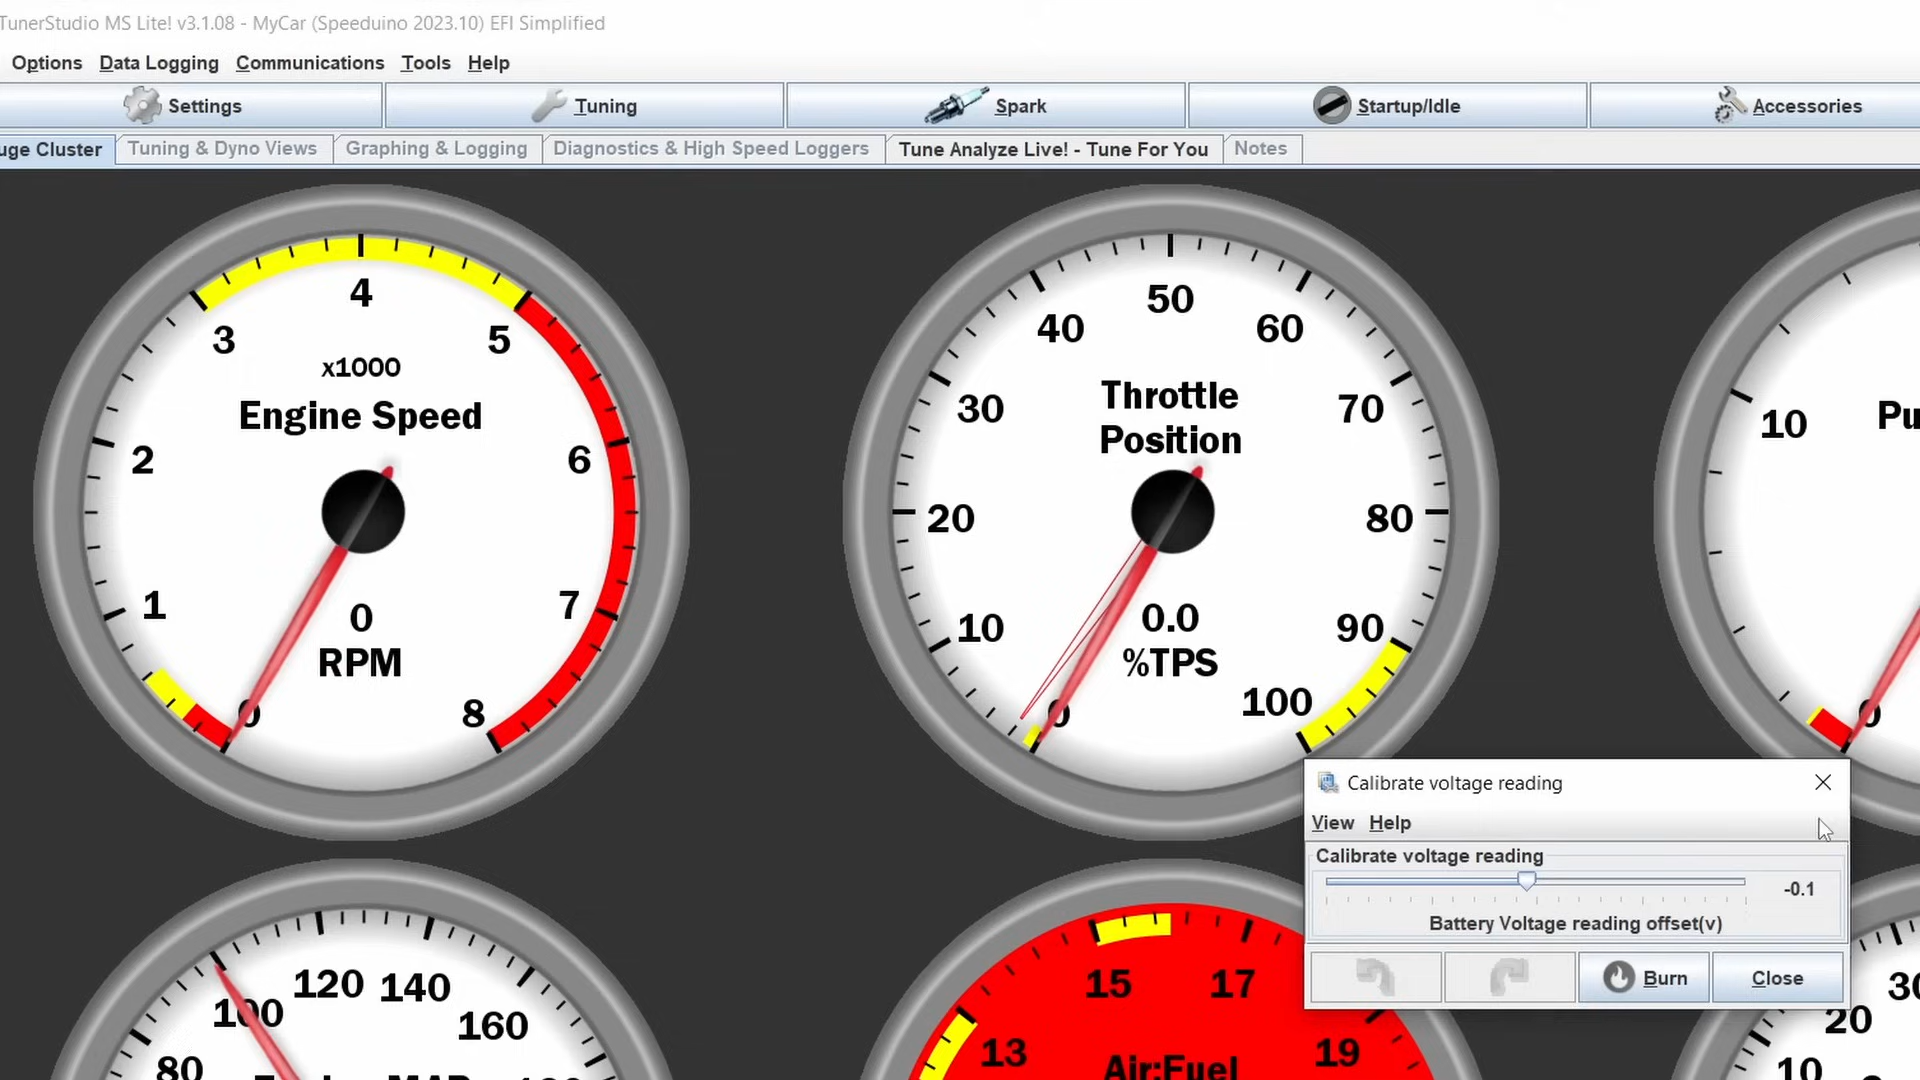 TunerStudio MS Lite! v3.1.08 - MyCar (Speeduino 2023.10) EFI Simplified
Options Data Logging Communications Tools Help
Settings Tuning Spark Startup/Idle Accessories
uge Cluster Tuning & Dyno Views Graphing & Logging Diagnostics & High Speed Loggers Tune Analyze Live! - Tune For You Notes
0
1
2
3
4
5
6
7
8
x1000
Engine Speed
0
RPM
0
10
20
30
40
50
60
70
80
90
100
Throttle
Position
0.0
%TPS
10
Pu
0
Calibrate voltage reading
View Help
Calibrate voltage reading
-0.1
Battery Voltage reading offset(v)
Burn Close
80
100
120
140
160
13
15
17
19
Air:Fuel
10
20
30